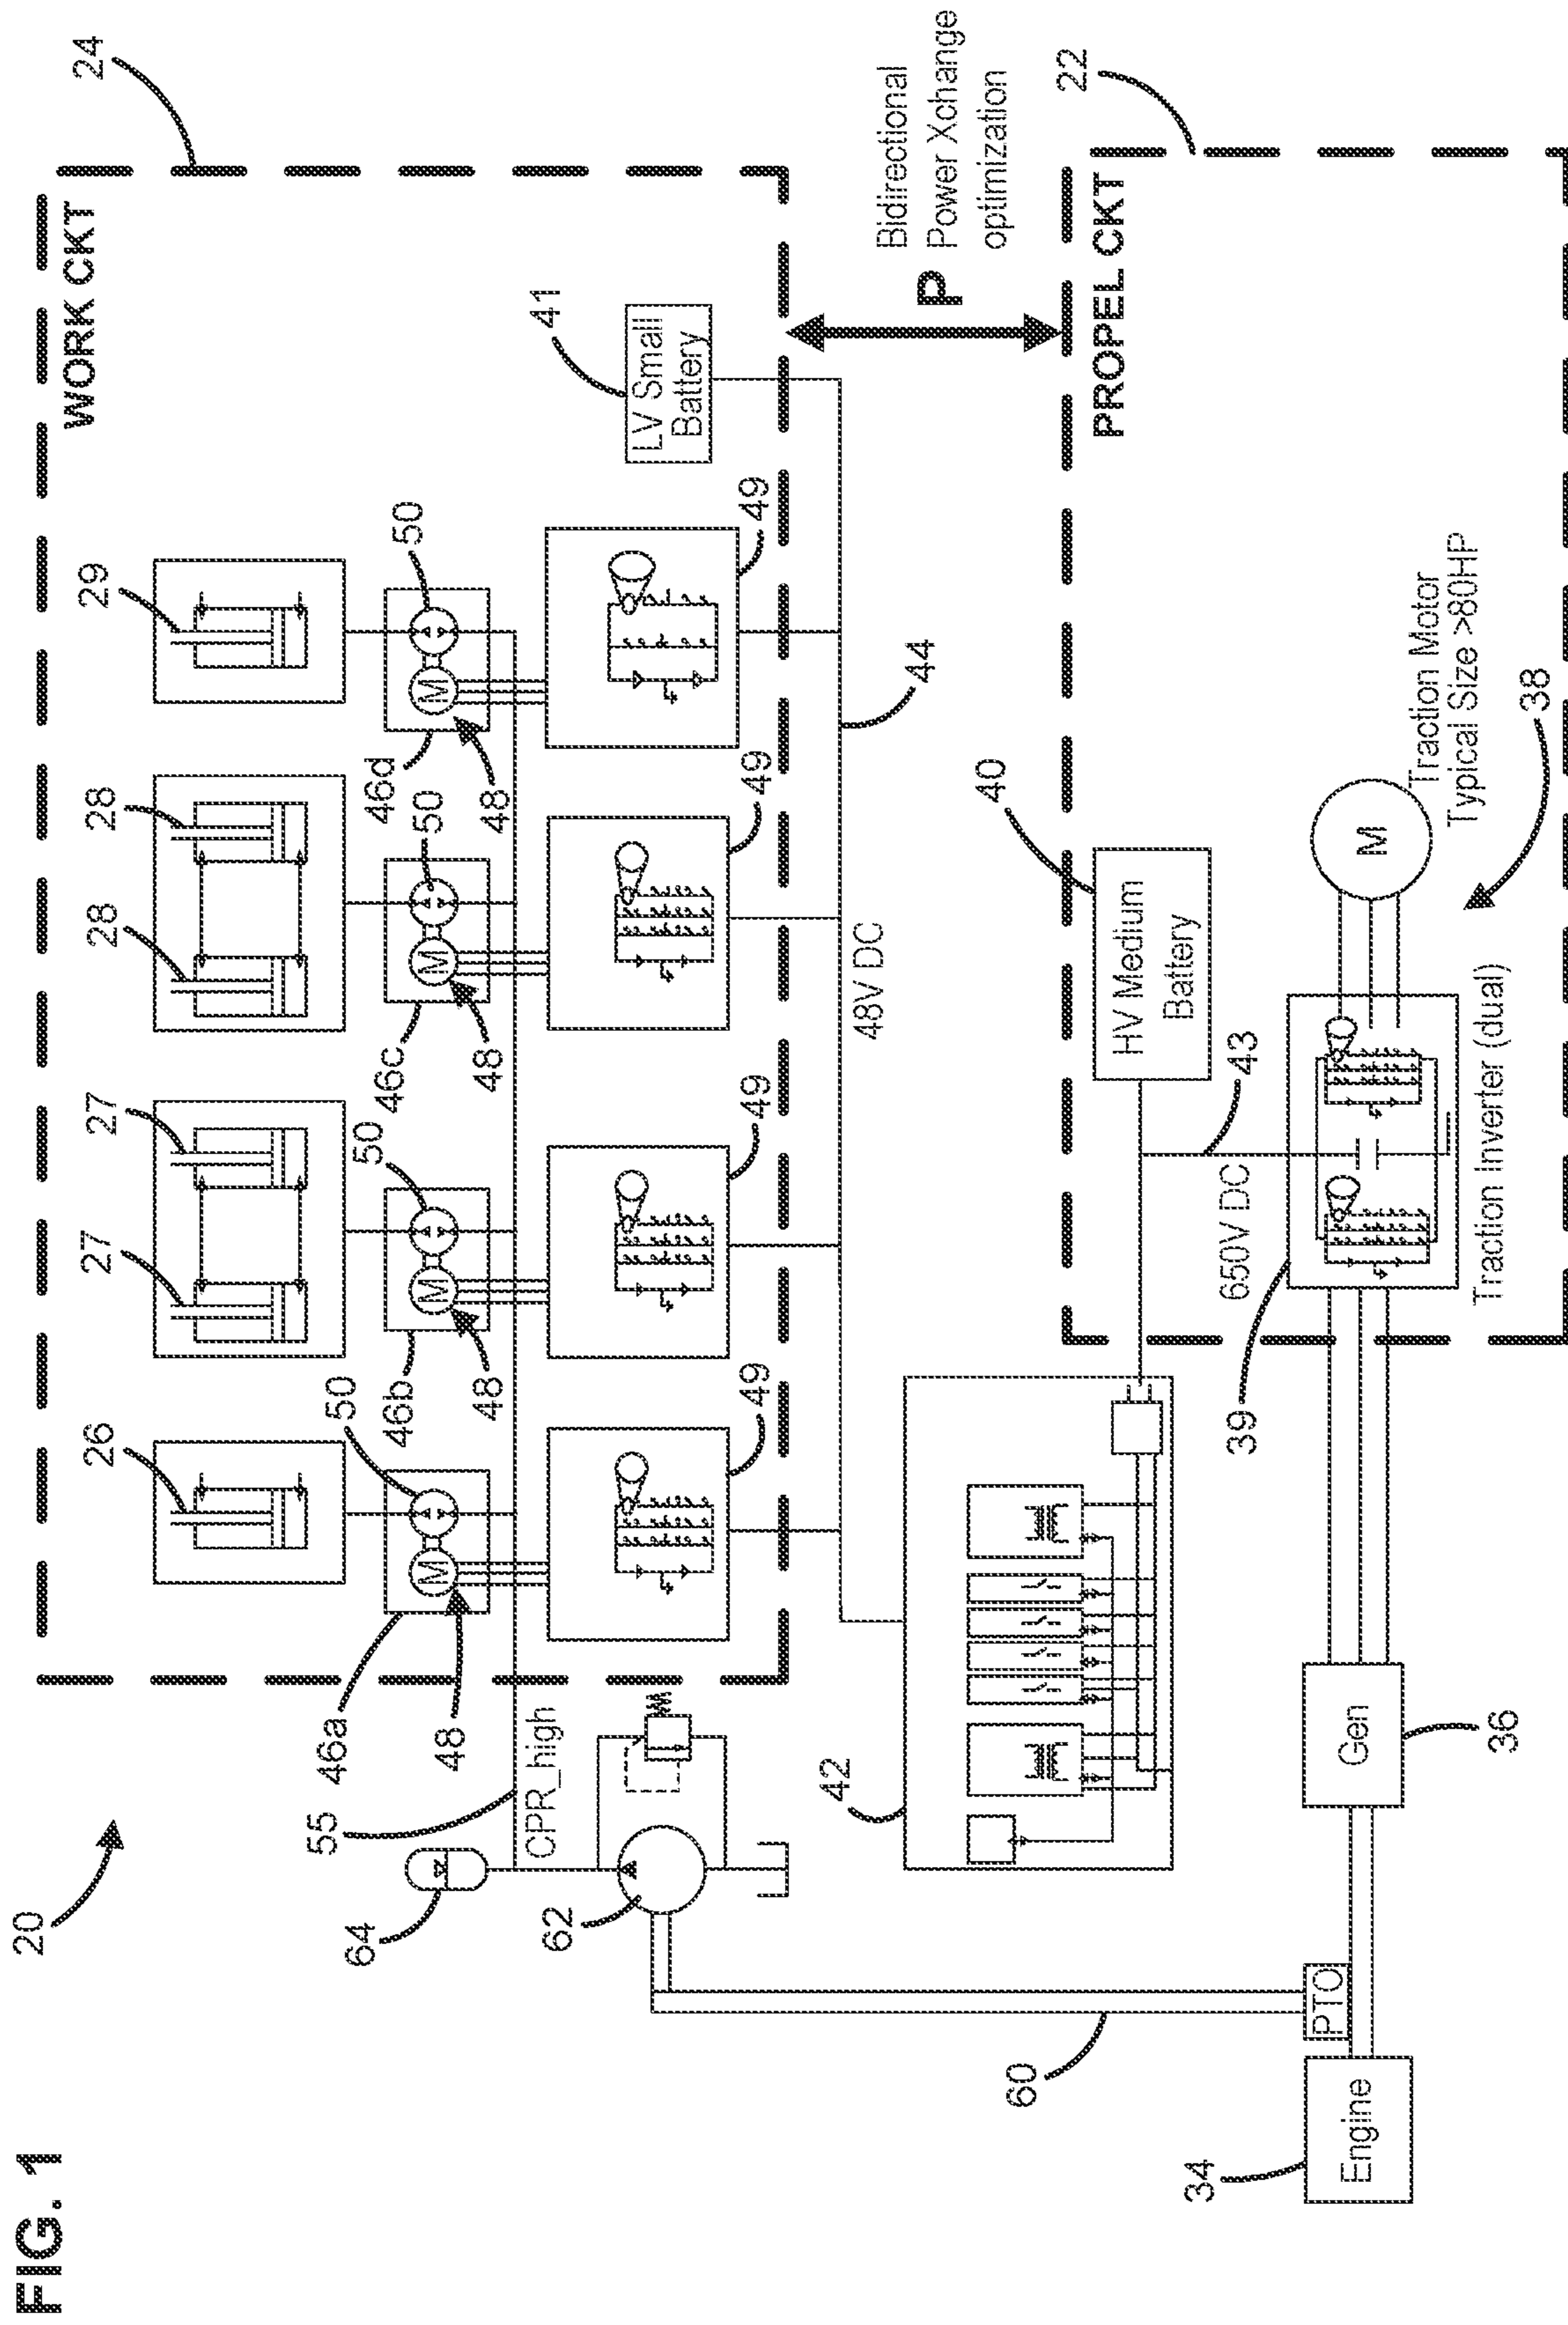 FIG. 1
20
24
WORK CKT
26
27
27
28
28
29
46a
46b
46c
46d
M
M
M
M
48
48
48
48
50
50
50
50
64
55
CPR_high
62
49
49
49
49
LV Small
Battery
41
44
48V DC
42
Bidirectional
P Power Xchange
optimization
22
PROPEL CKT
40
HV Medium
Battery
43
650V DC
39
Traction Inverter (dual)
M
Traction Motor
Typical Size >80HP
38
60
PTO
34
Engine
Gen
36